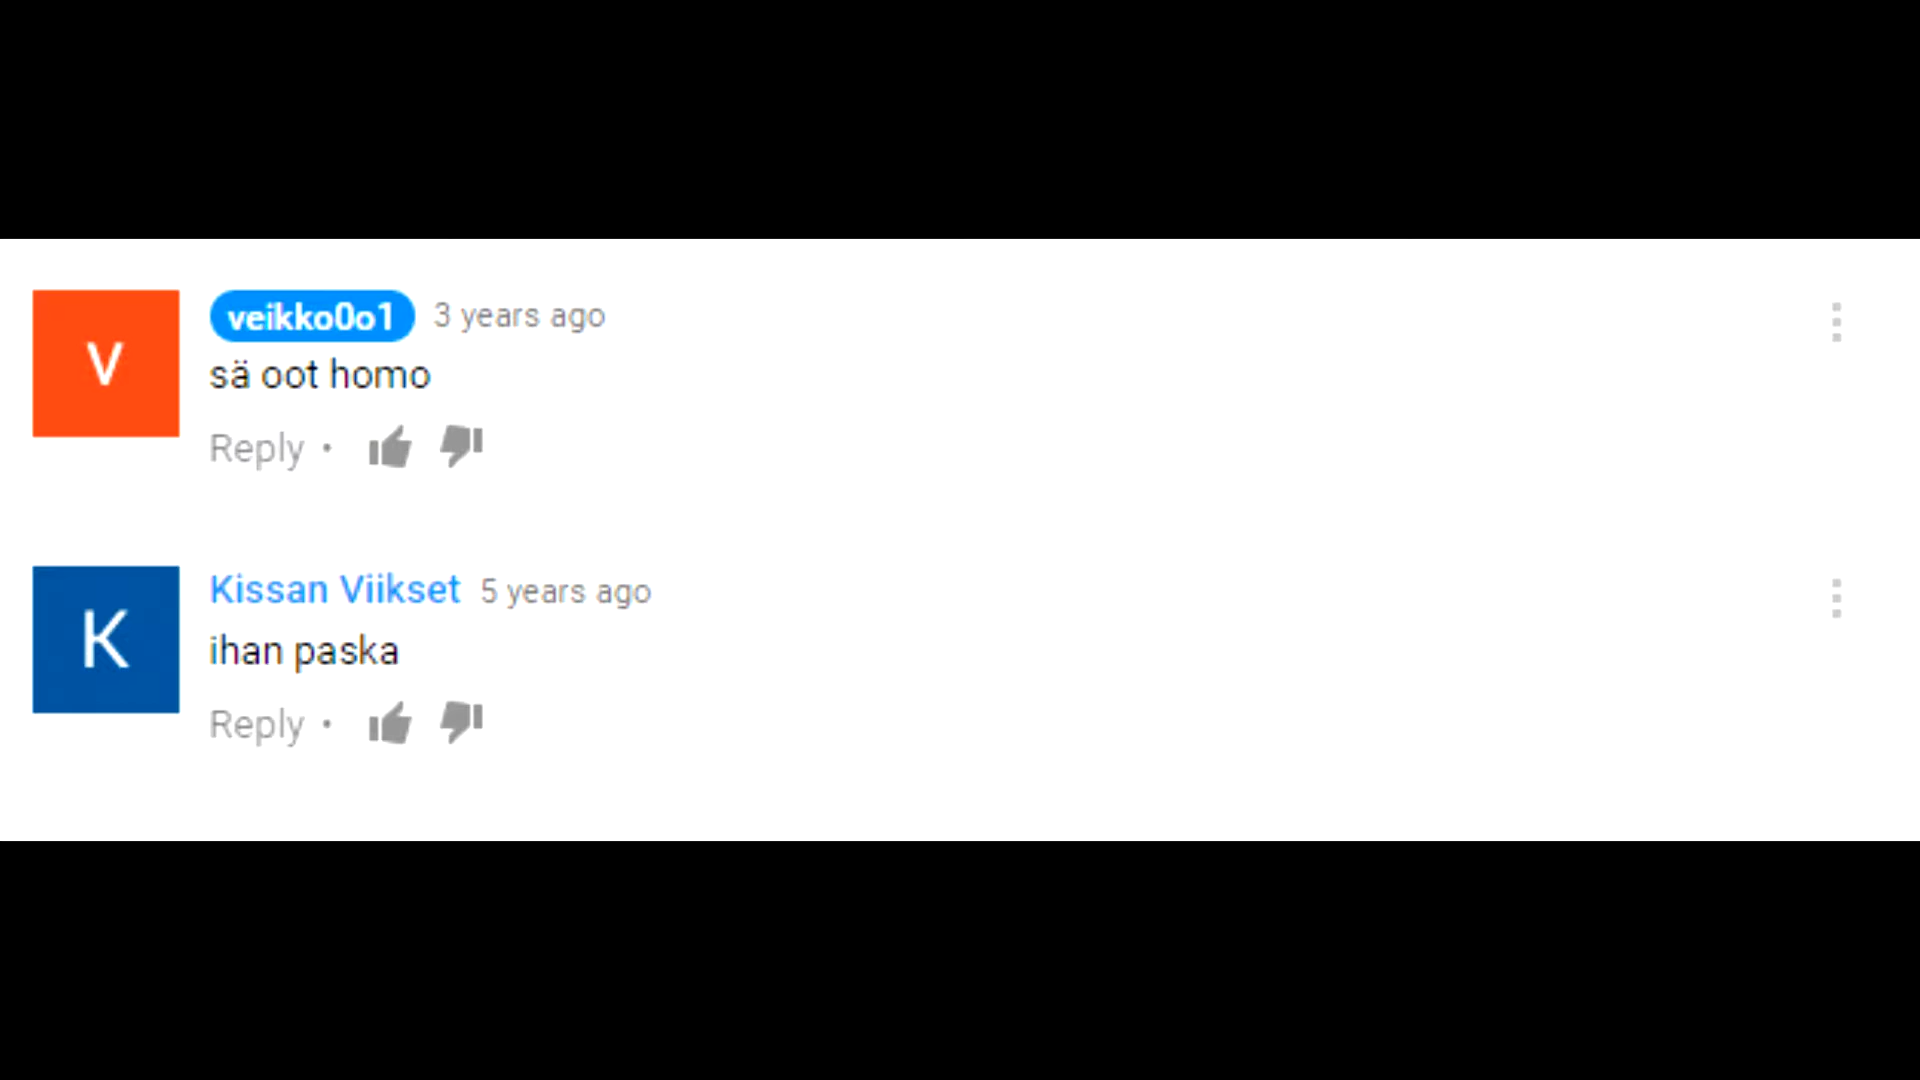 V
veikko0o1 3 years ago
sä oot homo
Reply •
K
Kissan Viikset 5 years ago
ihan paska
Reply •